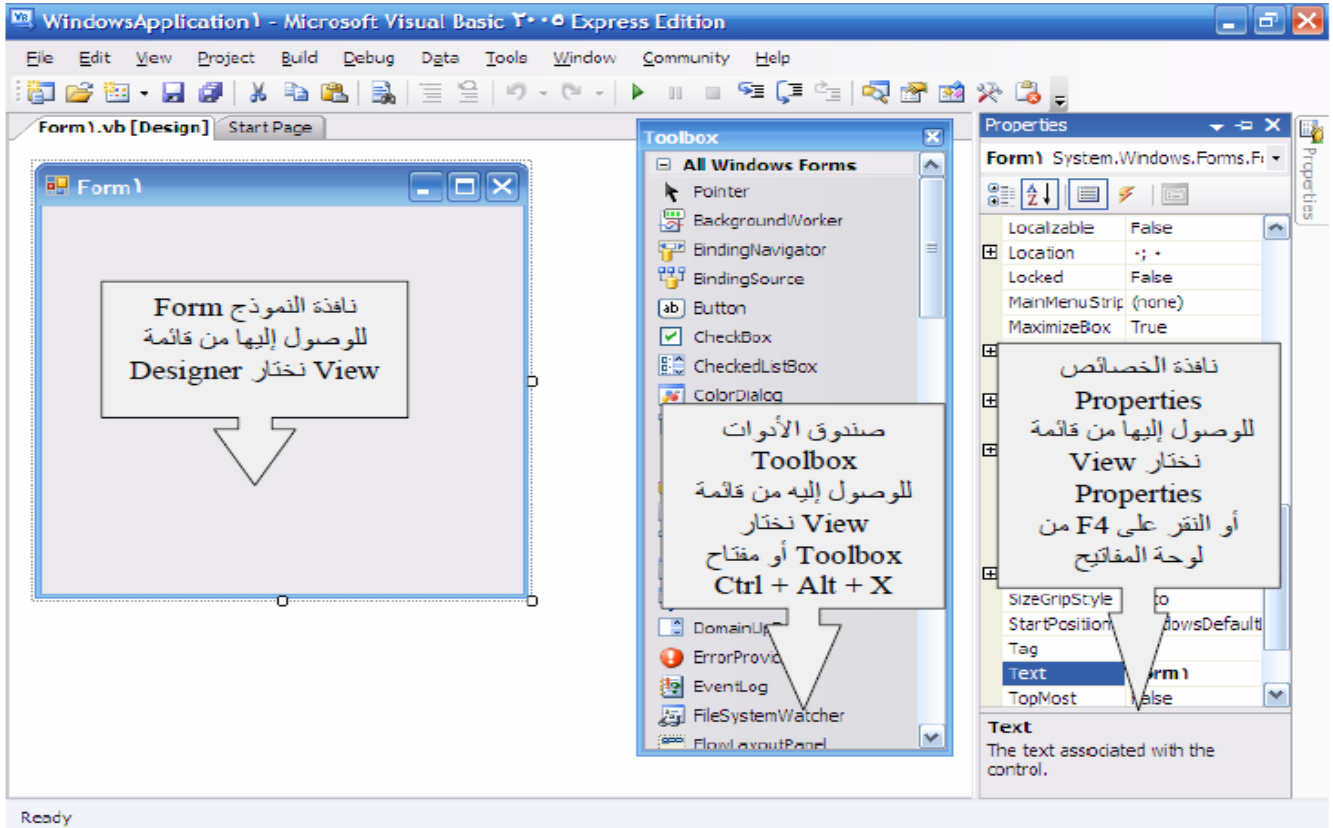 WindowsApplication١ - Microsoft Visual Basic ٢٠٠٥ Express Edition
File Edit View Project Build Debug Data Tools Window Community Help
Form١.vb [Design] Start Page
Form١
نافذة النموذج Form
للوصول إليها من قائمة
View نختار Designer
Toolbox
All Windows Forms
Pointer
BackgroundWorker
BindingNavigator
BindingSource
Button
CheckBox
CheckedListBox
ColorDialog
صندوق الأدوات
Toolbox
للوصول إليه من قائمة
View نختار
Toolbox أو مفتاح
Ctrl + Alt + X
ErrorProvid
EventLog
FileSystemWatcher
FlowLayoutPanel
Properties
Form١ System.Windows.Forms.F
Localizable False
Location ٠; ٠
Locked False
MainMenuStrip (none)
MaximizeBox True
نافذة الخصائص
Properties
للوصول إليها من قائمة
View نختار
Properties
أو النقر على F4 من
لوحة المفاتيح
SizeGripStyle
StartPosition dowsDefaultL
Tag
Text Form١
TopMost False
Text
The text associated with the
control.
Properties
Ready